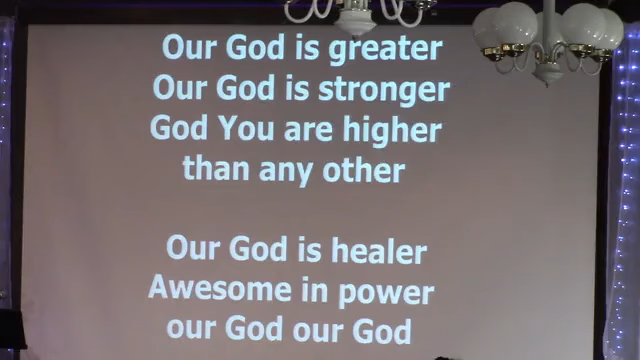 Our God is greater
Our God is stronger
God You are higher
than any other
Our God is healer
Awesome in power
our God our God